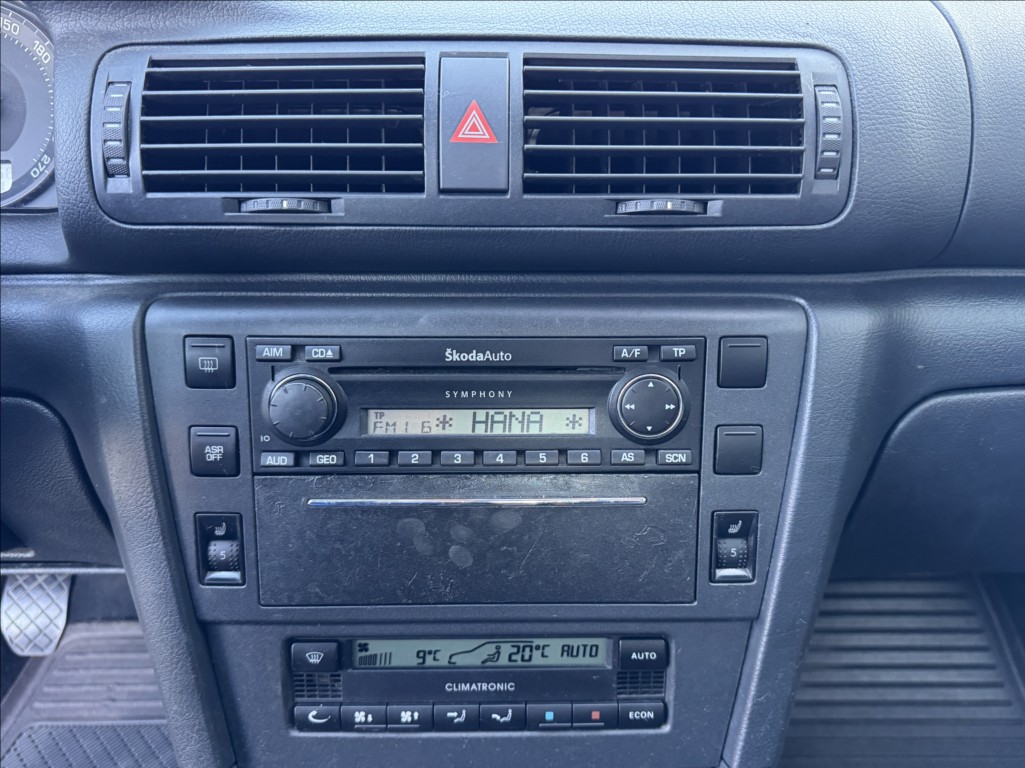 150
180
270
AIM CD ŠkodaAuto A/F TP
SYMPHONY
TP
FM1 6* HANA *
AUD GEO 1 2 3 4 5 6 AS SCN
ASR
OFF
5
5
9°C 20°C AUTO
AUTO
CLIMATRONIC
ECON